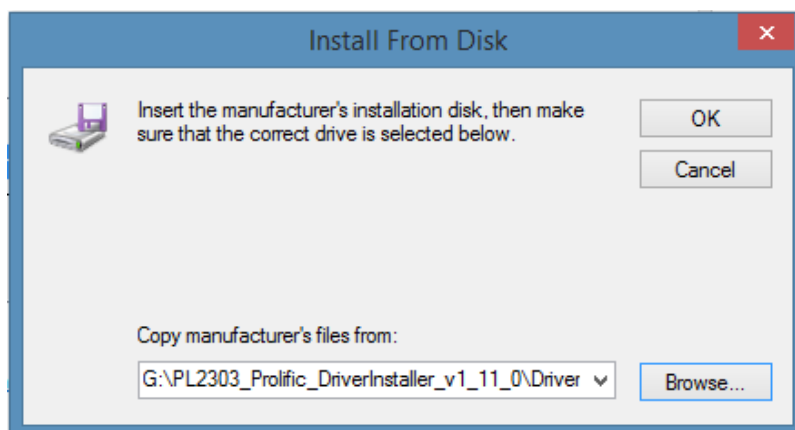 Install From Disk
Insert the manufacturer's installation disk, then make
sure that the correct drive is selected below.
OK
Cancel
Copy manufacturer's files from:
G:\PL2303_Prolific_DriverInstaller_v1_11_0\Driver
Browse...